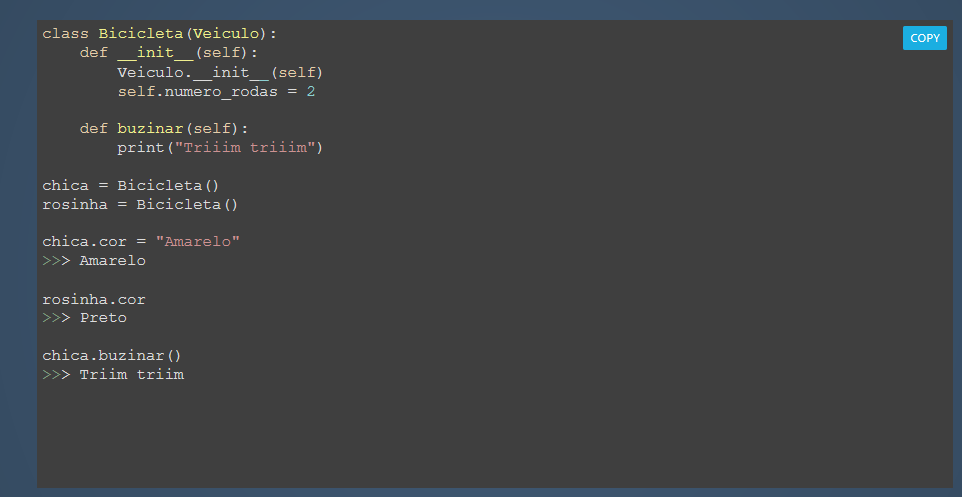 COPY
class Bicicleta(Veiculo):
    def __init__(self):
        Veiculo.__init__(self)
        self.numero_rodas = 2

    def buzinar(self):
        print("Triiim triiim")

chica = Bicicleta()
rosinha = Bicicleta()

chica.cor = "Amarelo"
>>> Amarelo

rosinha.cor
>>> Preto

chica.buzinar()
>>> Triim triim